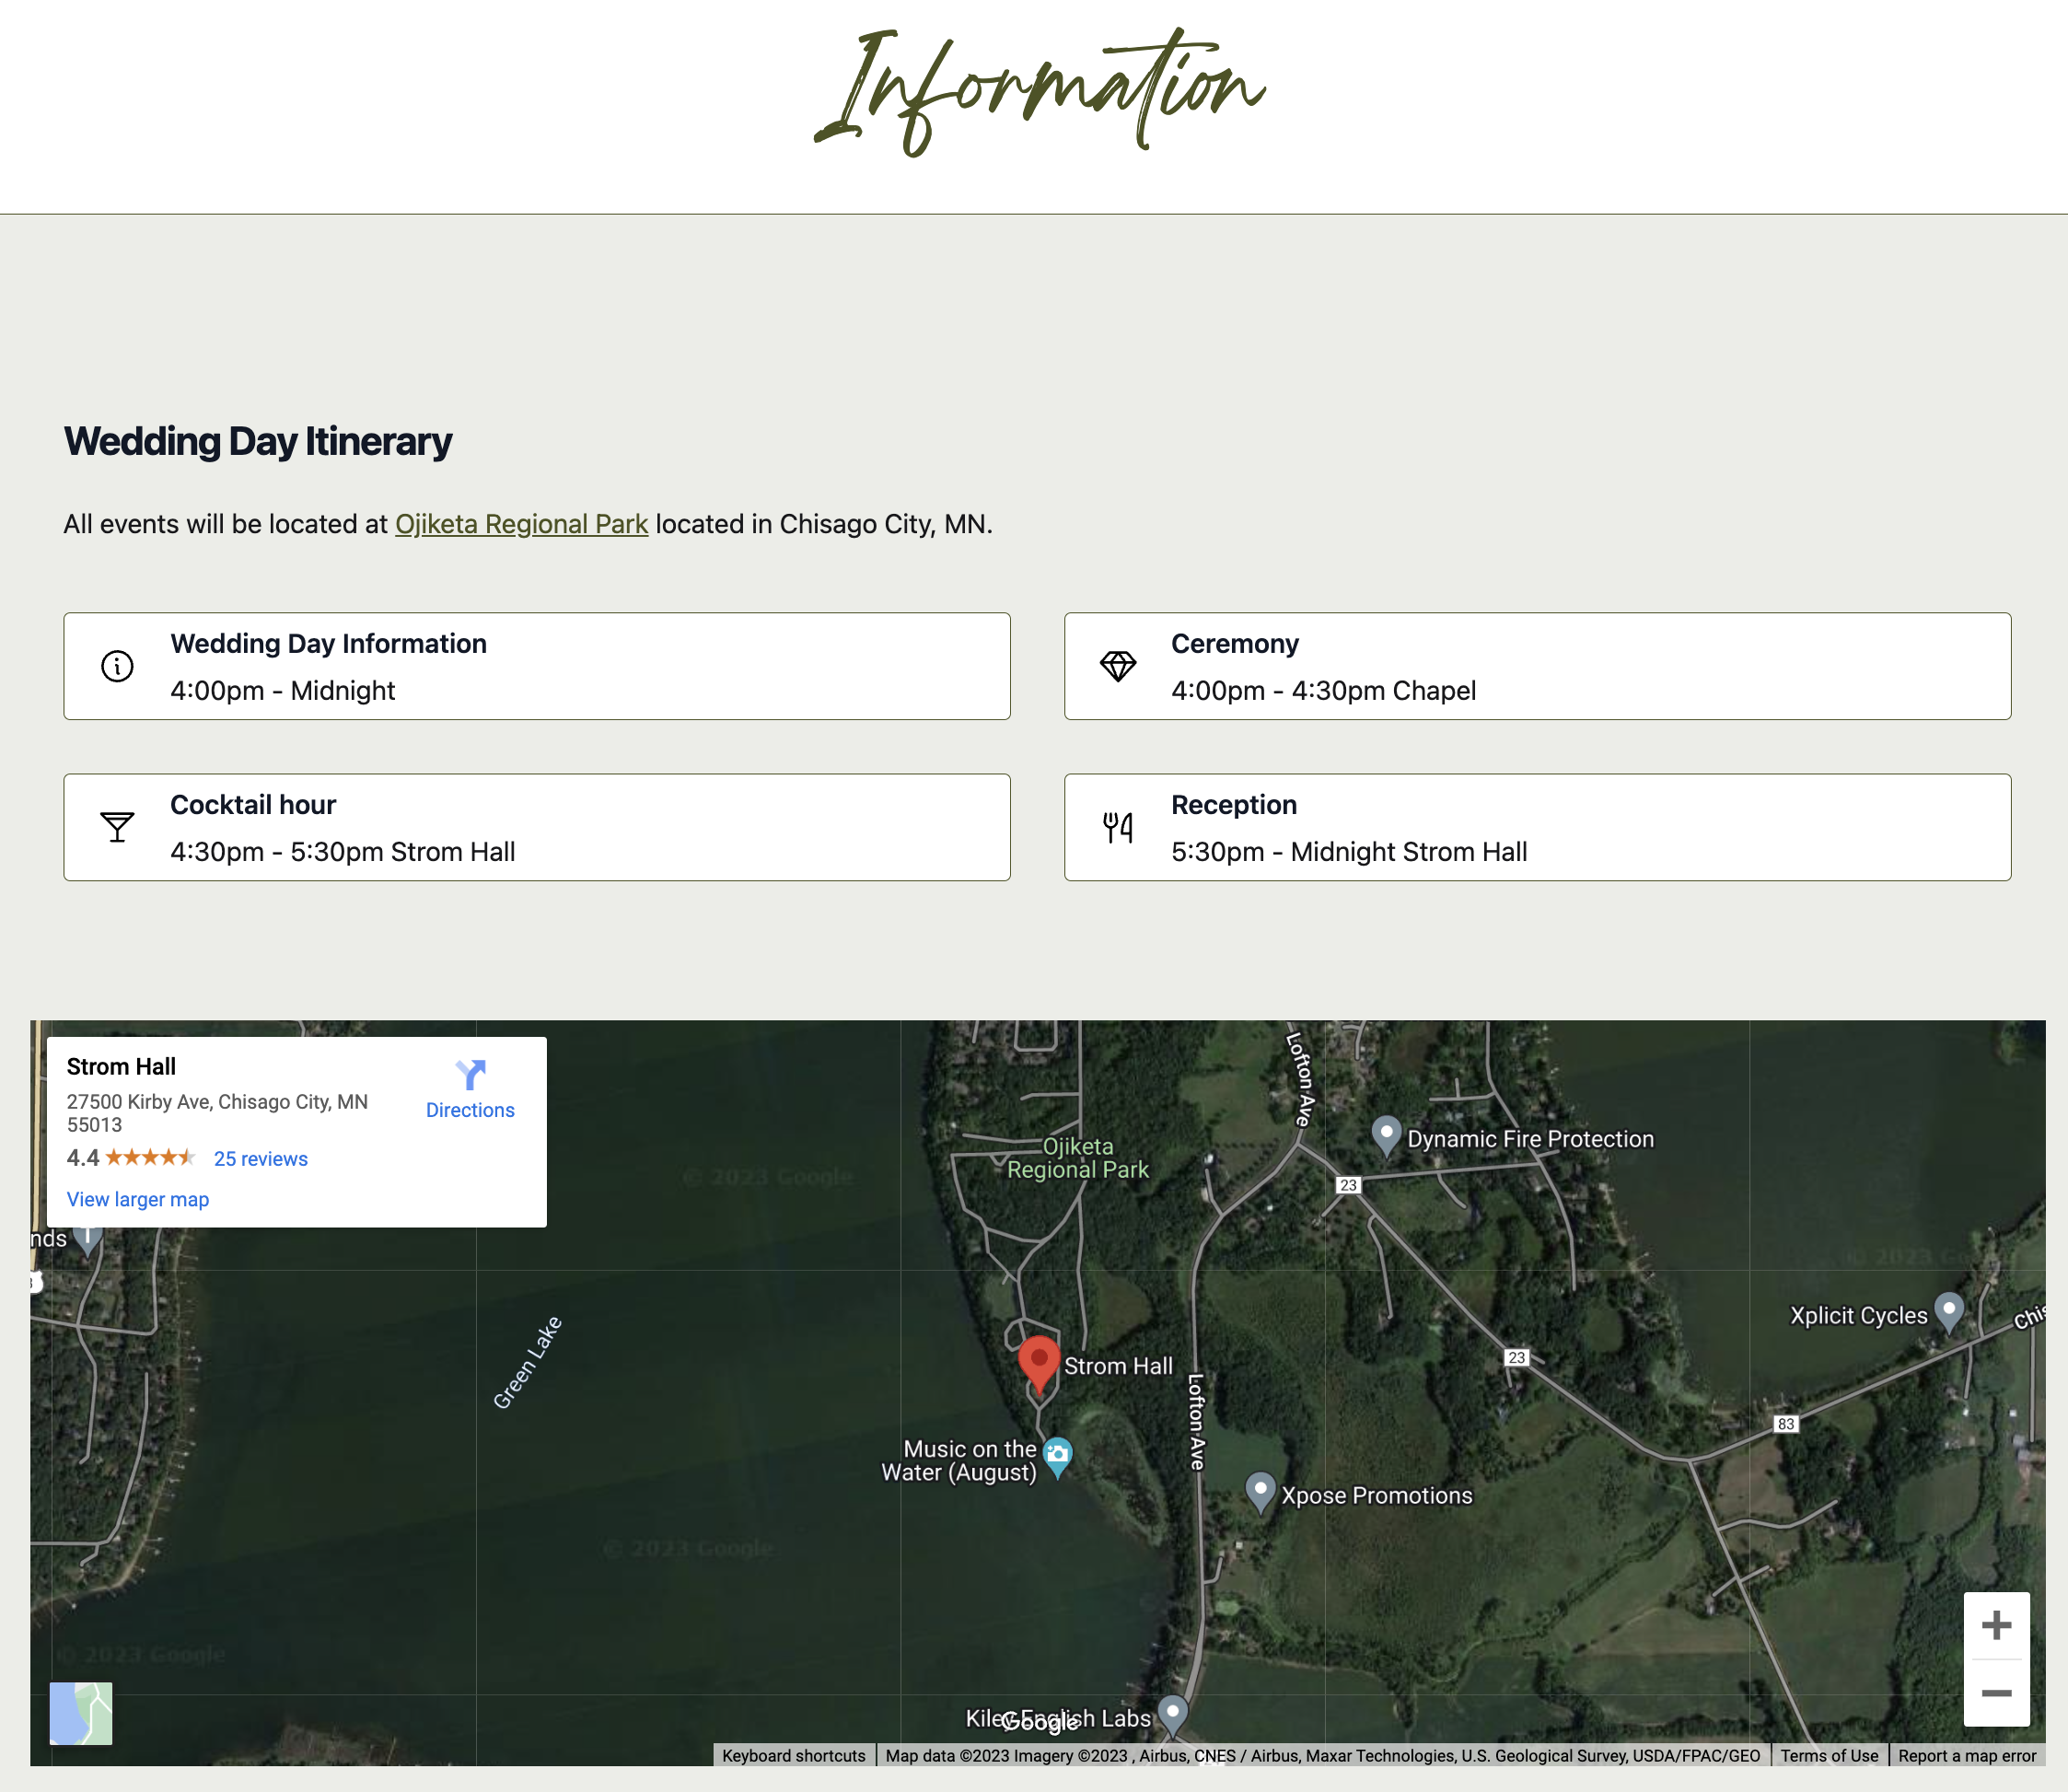 Information
Wedding Day Itinerary
All events will be located at Ojiketa Regional Park located in Chisago City, MN.
Wedding Day Information
4:00pm - Midnight
Ceremony
4:00pm - 4:30pm Chapel
Cocktail hour
4:30pm - 5:30pm Strom Hall
Reception
5:30pm - Midnight Strom Hall
Strom Hall
27500 Kirby Ave, Chisago City, MN
55013
4.4
25 reviews
View larger map
Directions
nds
Green Lake
© 2023 Google
© 2023 Google
© 2023 Google
Ojiketa
Regional Park
Lofton Ave
Dynamic Fire Protection
23
© 2023 Go
Xplicit Cycles
Chis
Strom Hall
23
Lofton Ave
83
Music on the
Water (August)
Xpose Promotions
Kiley English Labs
Google
Keyboard shortcuts
Map data ©2023 Imagery ©2023 , Airbus, CNES / Airbus, Maxar Technologies, U.S. Geological Survey, USDA/FPAC/GEO
Terms of Use
Report a map error